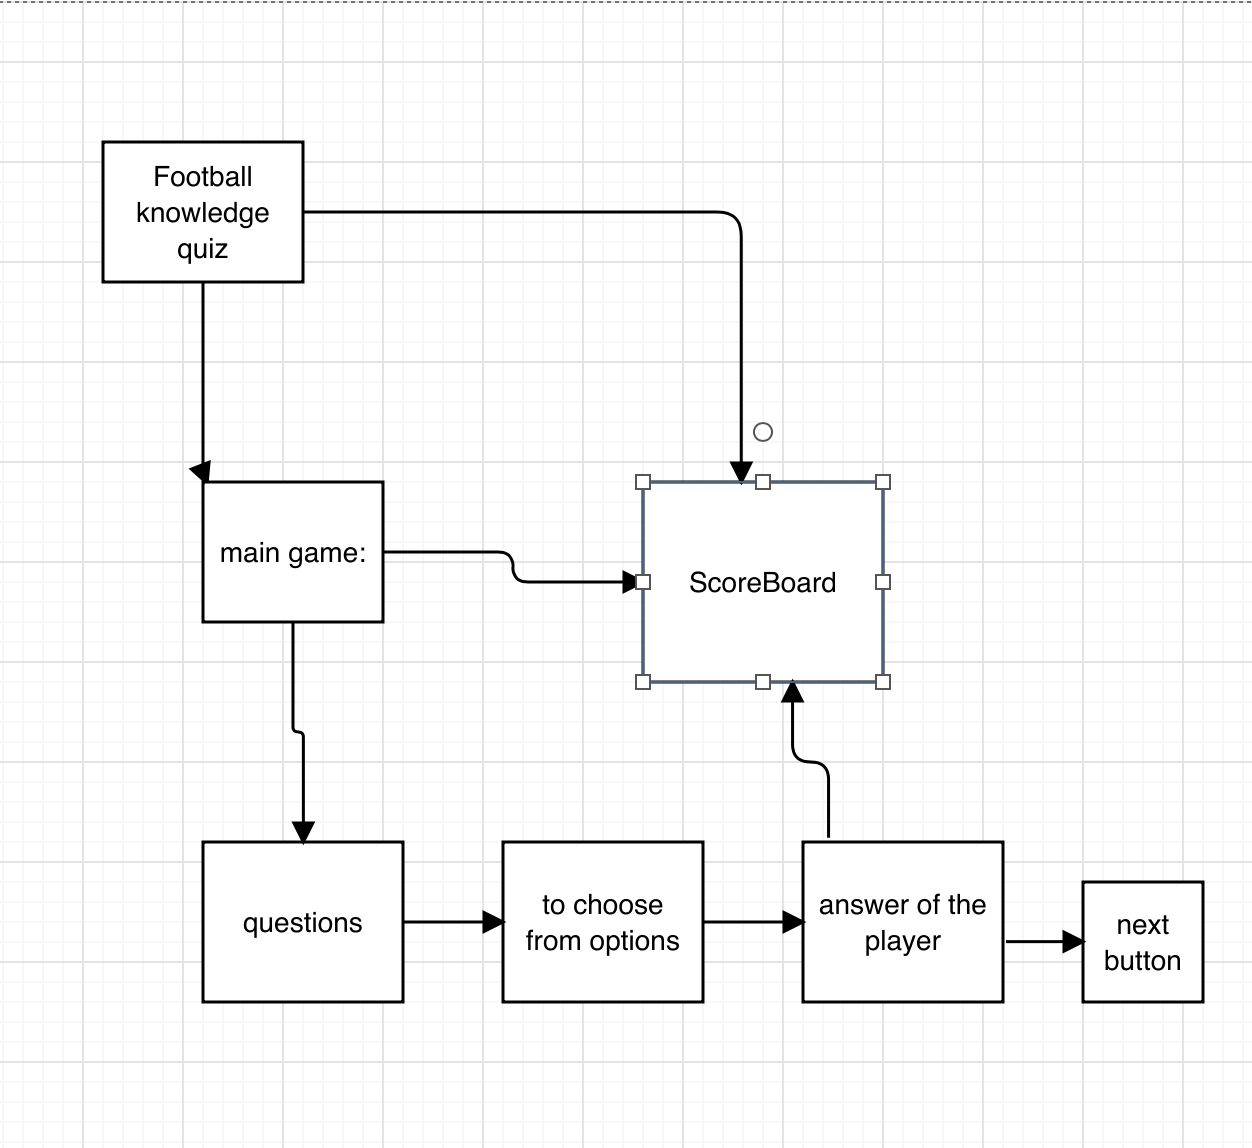 Football
knowledge
quiz
main game:
ScoreBoard
questions
to choose
from options
answer of the
player
next
button